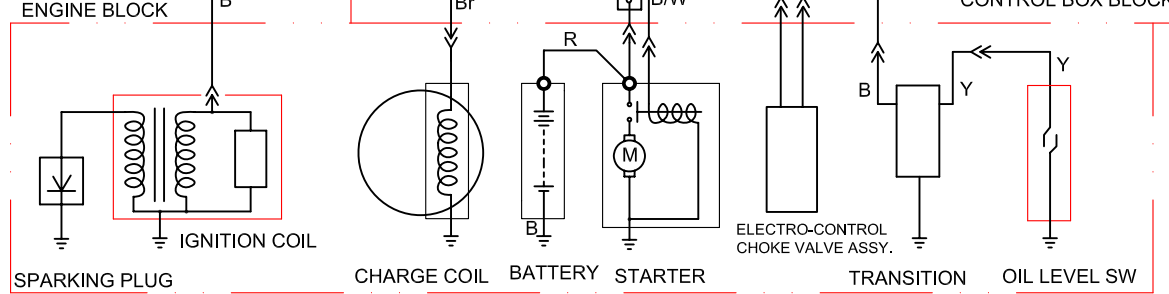 ENGINE BLOCK
B
Br
B/W
CONTROL BOX BLOCK
R
Y
B
Y
M
B
IGNITION COIL
ELECTRO-CONTROL
CHOKE VALVE ASSY.
SPARKING PLUG
CHARGE COIL
BATTERY
STARTER
TRANSITION
OIL LEVEL SW